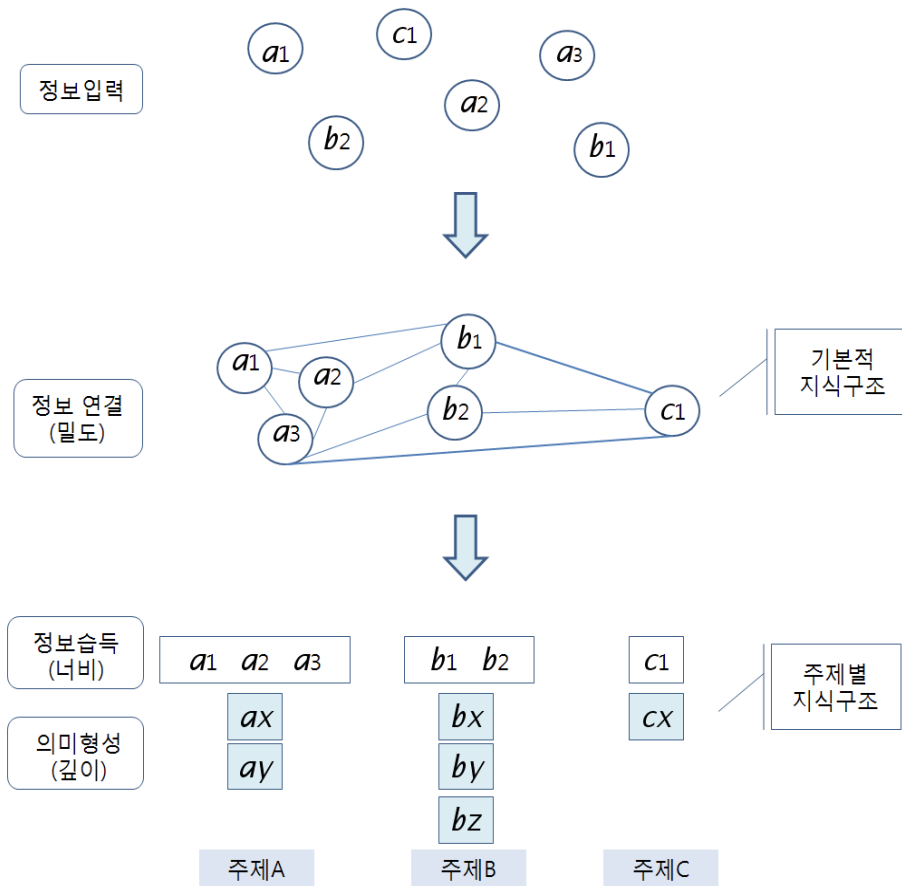 a1
c1
a3
정보입력
a2
b2
b1
b1
기본적
지식구조
a1
a2
정보 연결
(밀도)
b2
c1
a3
정보습득
(너비)
a1 a2 a3
b1 b2
c1
주제별
지식구조
ax
bx
cx
의미형성
(깊이)
ay
by
bz
주제A
주제B
주제C